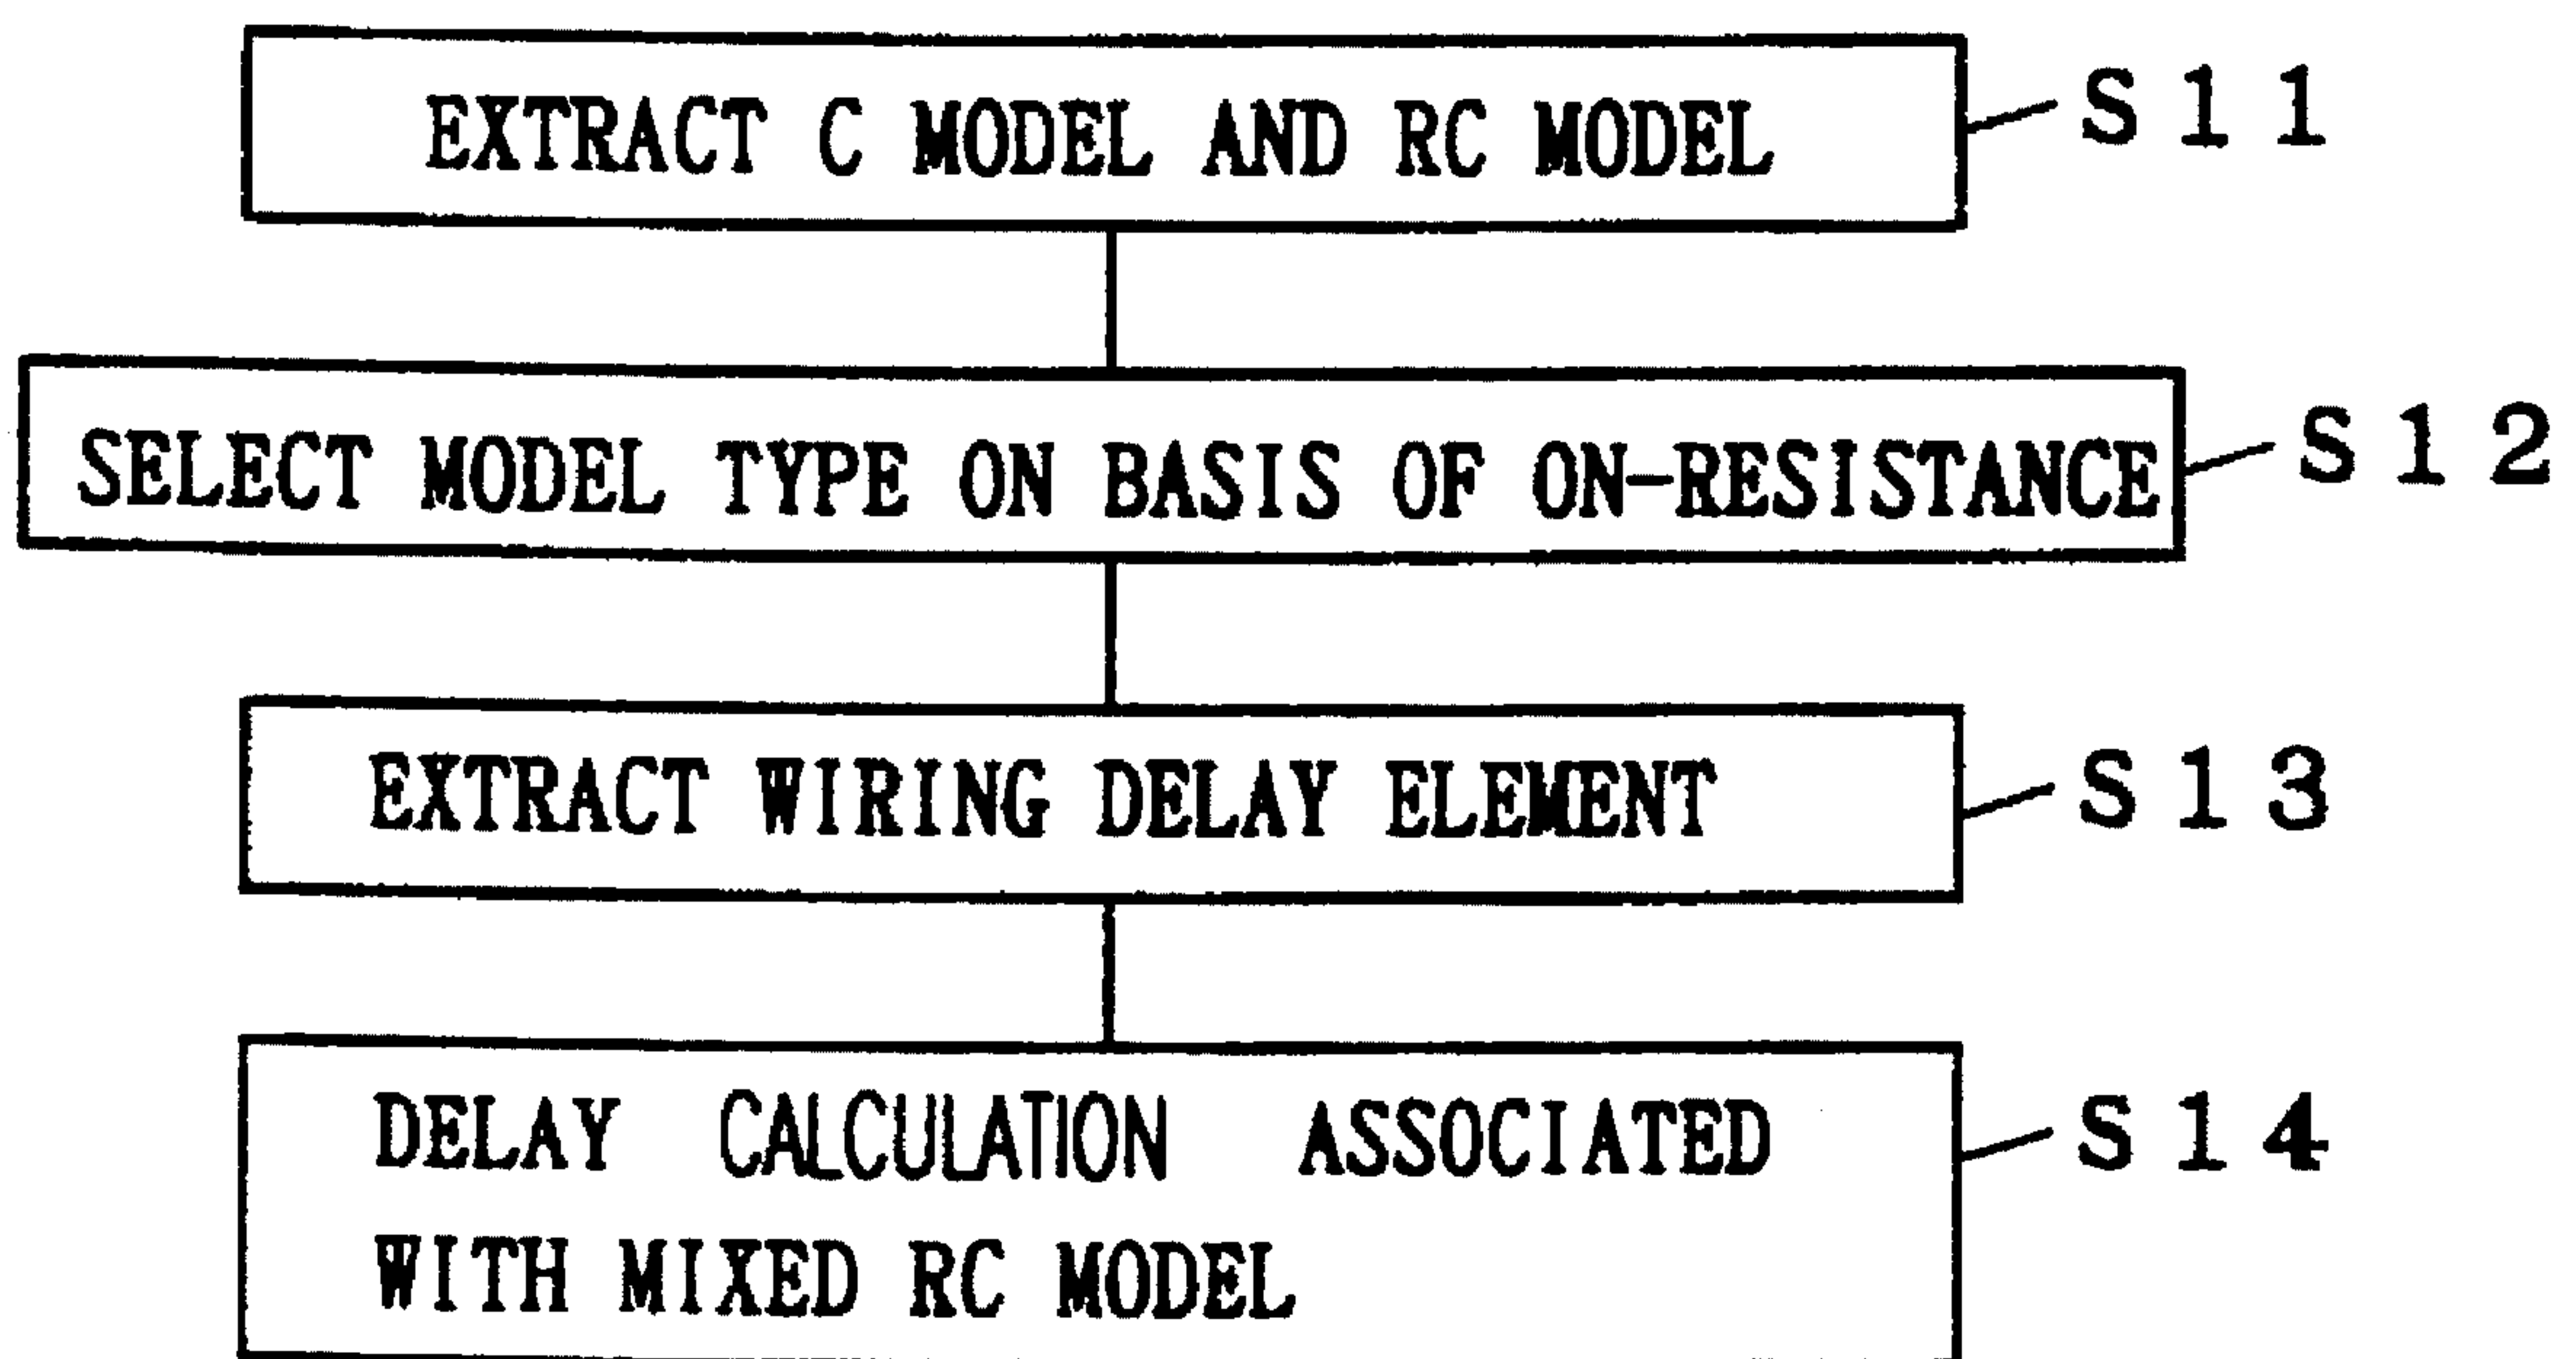 EXTRACT C MODEL AND RC MODEL
S11
SELECT MODEL TYPE ON BASIS OF ON-RESISTANCE
S12
EXTRACT WIRING DELAY ELEMENT
S13
DELAY CALCULATION ASSOCIATED
WITH MIXED RC MODEL
S14